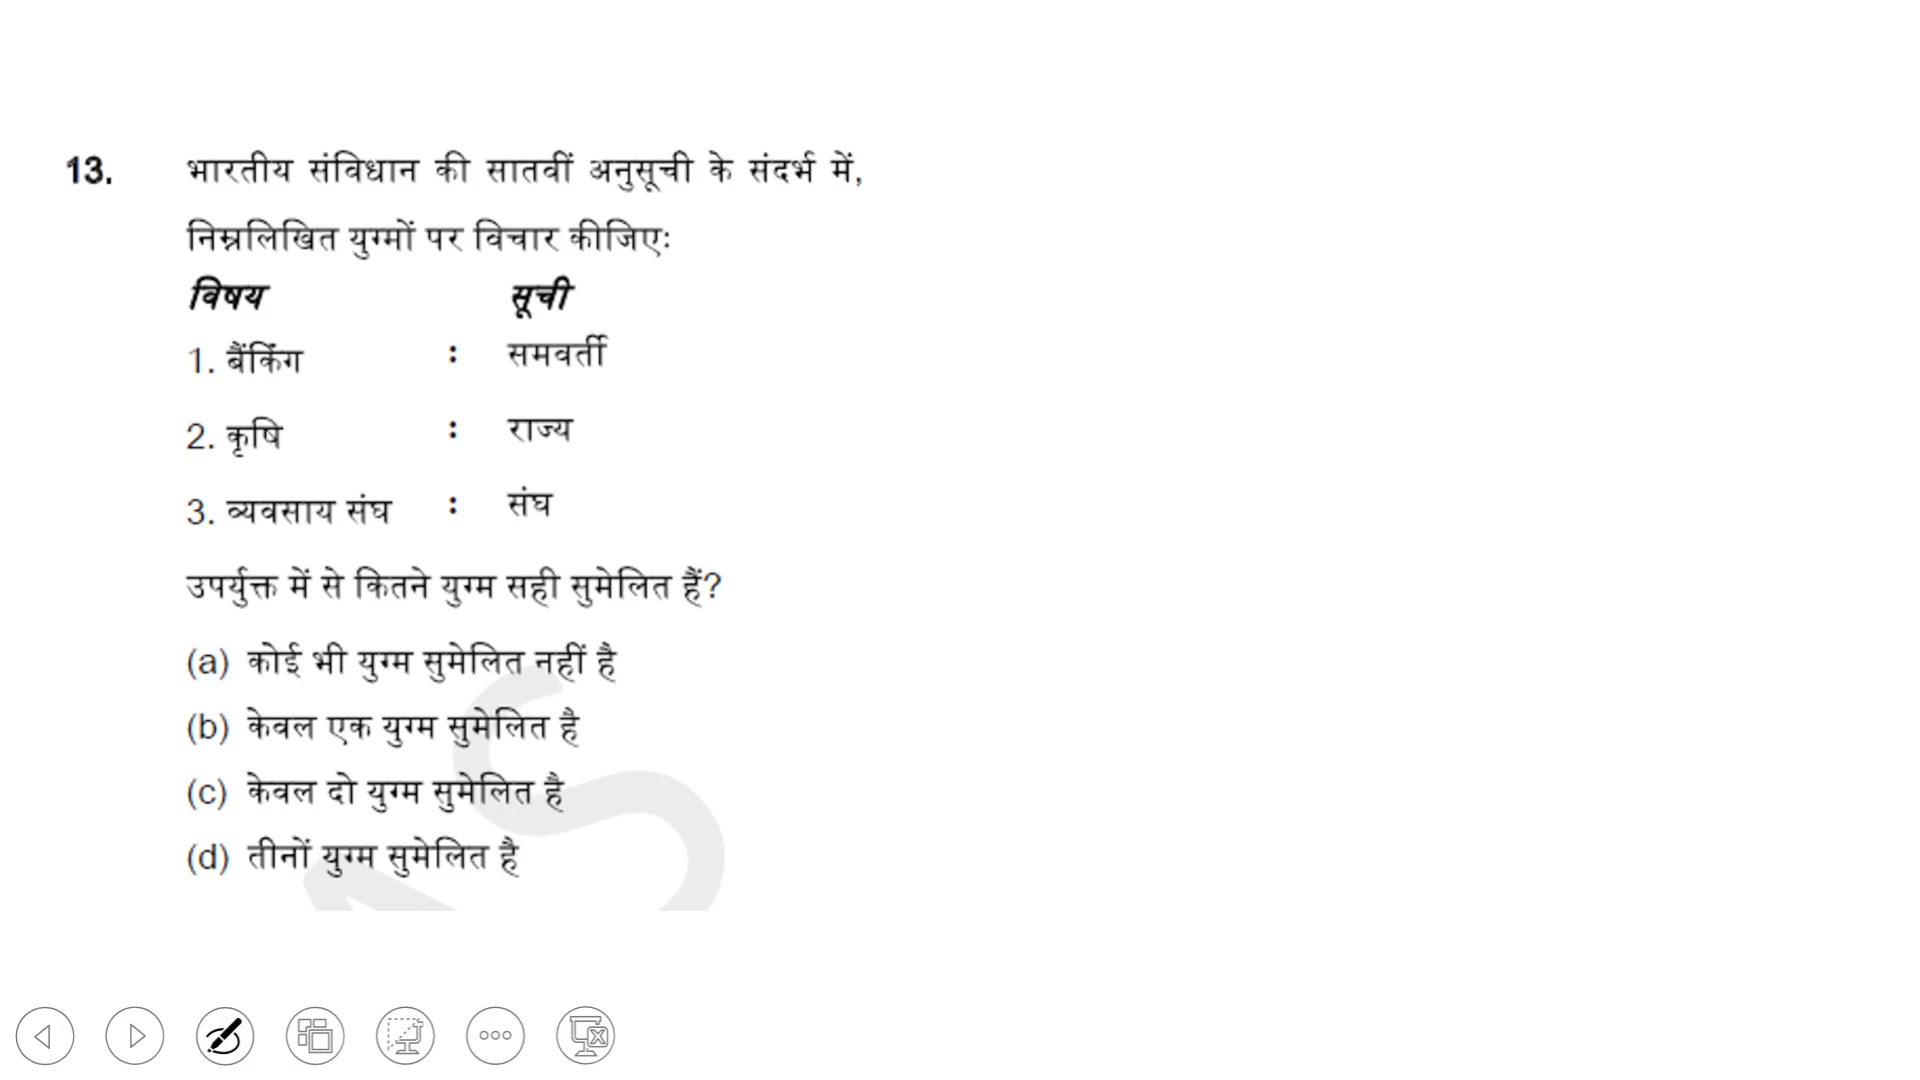 13. भारतीय संविधान की सातवीं अनुसूची के संदर्भ में,
निम्नलिखित युग्मों पर विचार कीजिए:
विषय सूची
1. बैंकिंग : समवर्ती
2. कृषि : राज्य
3. व्यवसाय संघ : संघ
उपर्युक्त में से कितने युग्म सही सुमेलित हैं?
(a) कोई भी युग्म सुमेलित नहीं है
(b) केवल एक युग्म सुमेलित है
(c) केवल दो युग्म सुमेलित है
(d) तीनों युग्म सुमेलित है